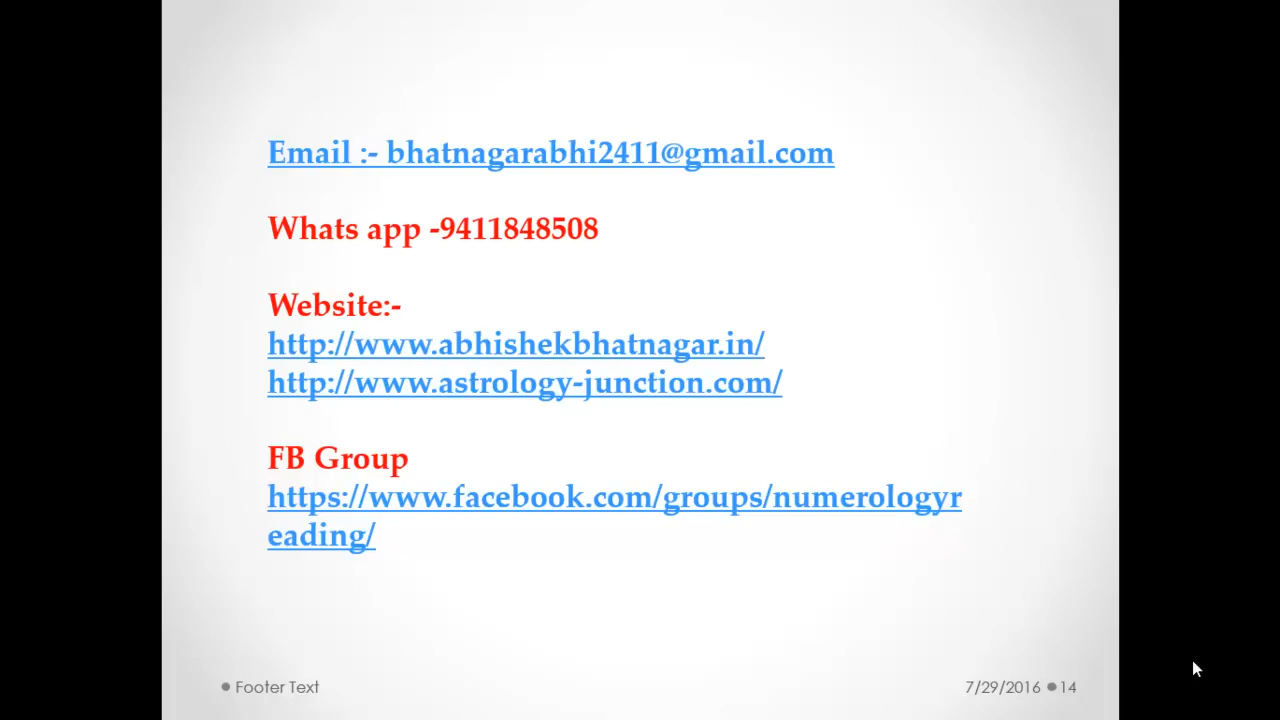 Email :- bhatnagarabhi2411@gmail.com
Whats app -9411848508
Website:-
http://www.abhishekbhatnagar.in/
http://www.astrology-junction.com/
FB Group
https://www.facebook.com/groups/numerologyr
eading/
Footer Text
7/29/2016 14